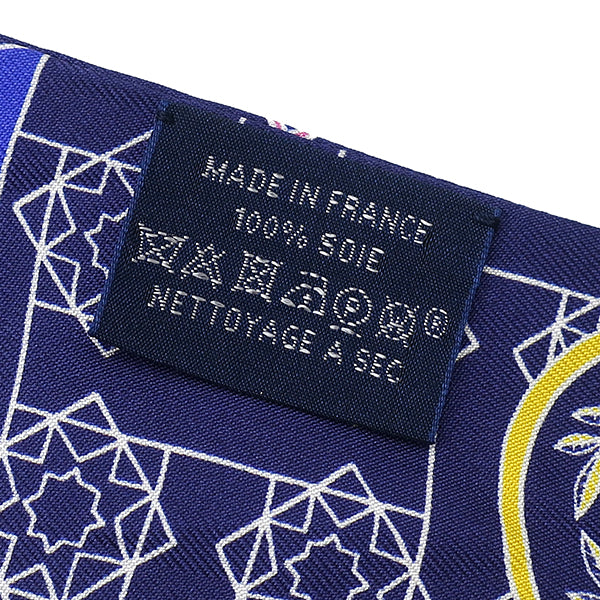 MADE IN FRANCE
100% SOIE
®
NETTOYAGE A SEC